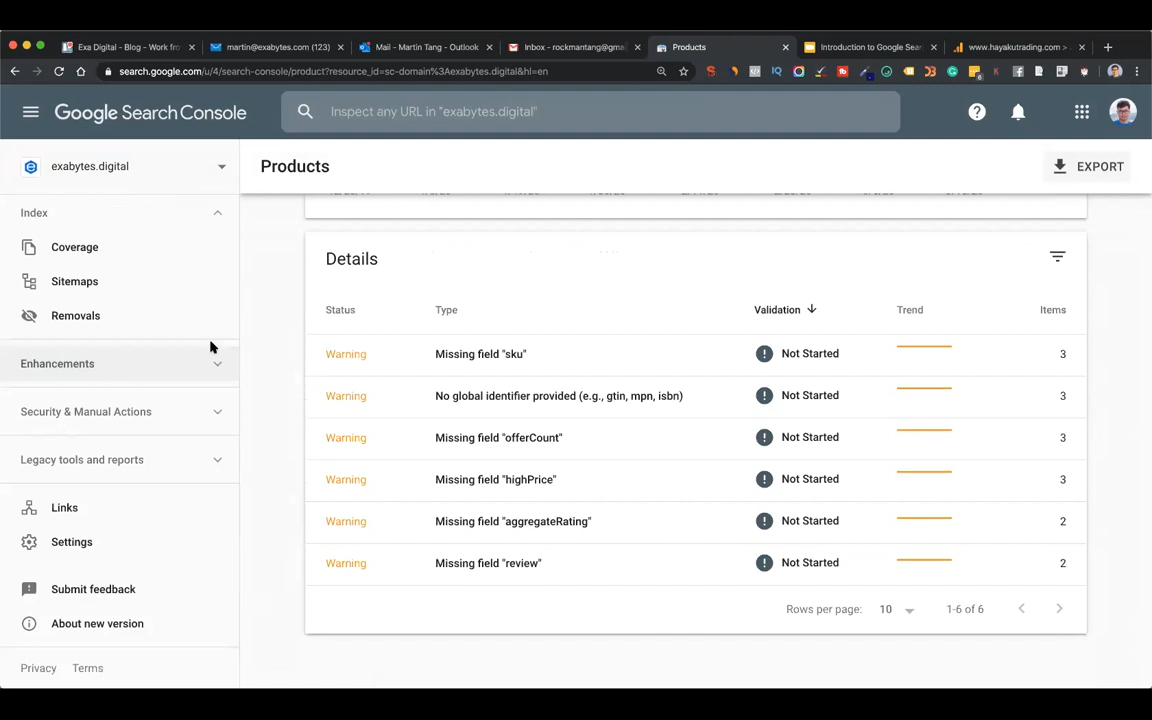 Exa Digital - Blog - Work fro
martin@exabytes.com (123)
Mail - Martin Tang - Outlook
Inbox - rockmantang@gma
Products
Introduction to Google Sear
www.hayakutrading.com >
search.google.com/u/4/search-console/product?resource_id=sc-domain%3Aexabytes.digital&hl=en
Google Search Console
Inspect any URL in "exabytes.digital"
exabytes.digital
Products
EXPORT
Index
Coverage
Sitemaps
Removals
Enhancements
Security & Manual Actions
Legacy tools and reports
Links
Settings
Submit feedback
About new version
Privacy Terms
Details
Status Type Validation Trend Items
Warning Missing field "sku" Not Started 3
Warning No global identifier provided (e.g., gtin, mpn, isbn) Not Started 3
Warning Missing field "offerCount" Not Started 3
Warning Missing field "highPrice" Not Started 3
Warning Missing field "aggregateRating" Not Started 2
Warning Missing field "review" Not Started 2
Rows per page: 10 1-6 of 6